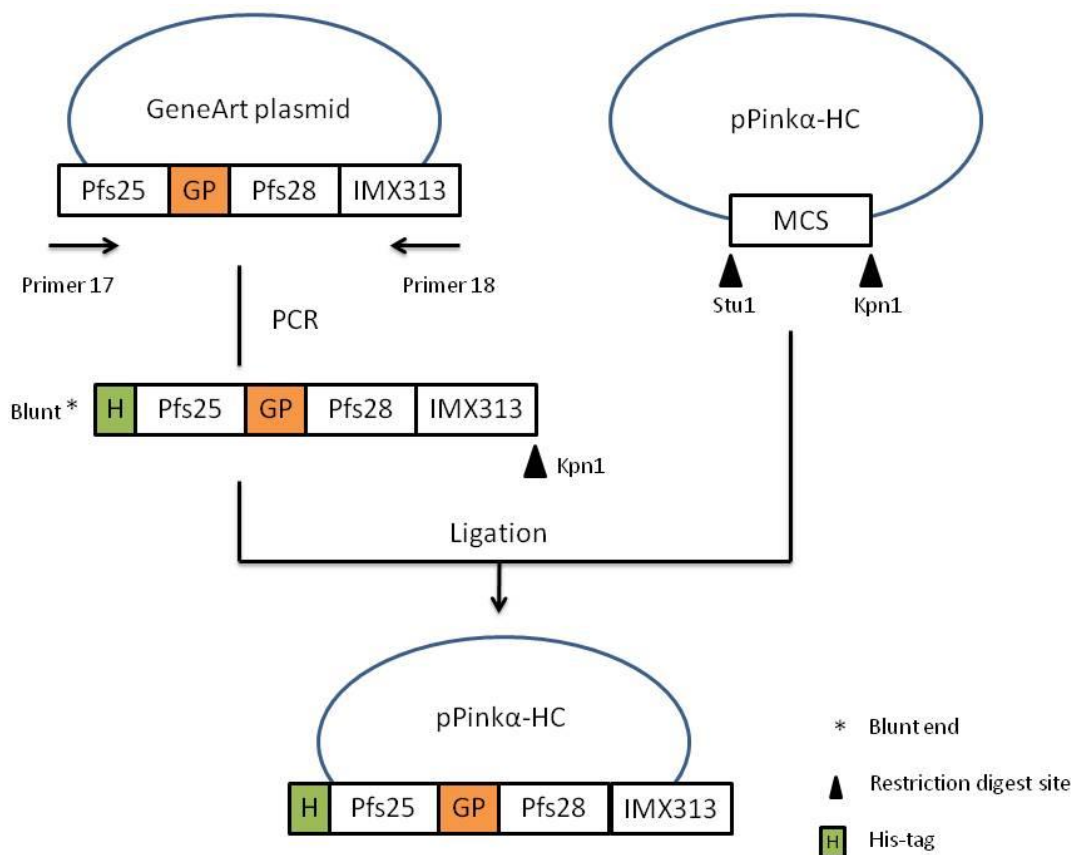 GeneArt plasmid
pPinkα-HC
Pfs25 GP Pfs28 IMX313
MCS
Primer 17
Primer 18
Stu1
Kpn1
PCR
Blunt * H Pfs25 GP Pfs28 IMX313
Kpn1
Ligation
pPinkα-HC
H Pfs25 GP Pfs28 IMX313
* Blunt end
Restriction digest site
H His-tag